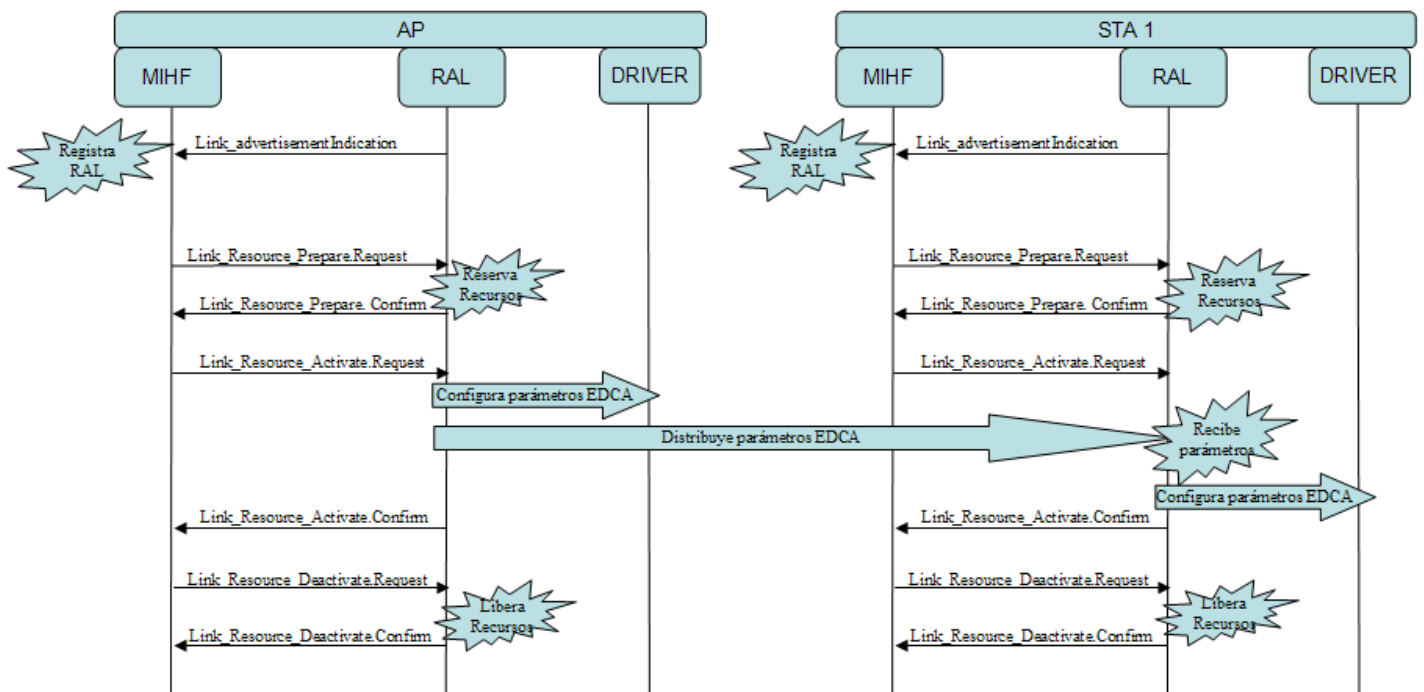 AP
STA 1
MIHF
RAL
DRIVER
MIHF
RAL
DRIVER
Link_advertisementIndication
Link_advertisementIndication
Registra
RAL
Registra
RAL
Link_Resource_Prepare.Request
Link_Resource_Prepare.Request
Reserva
Recursos
Reserva
Recursos
Link_Resource_Prepare. Confirm
Link_Resource_Prepare. Confirm
Link_Resource_Activate.Request
Link_Resource_Activate.Request
Configura parámetros EDCA
Distribuye parámetros EDCA
Recibe
parámetros
Configura parámetros EDCA
Link_Resource_Activate.Confirm
Link_Resource_Activate.Confirm
Link_Resource_Deactivate.Request
Link_Resource_Deactivate.Request
Libera
Recursos
Libera
Recursos
Link_Resource_Deactivate.Confirm
Link_Resource_Deactivate.Confirm